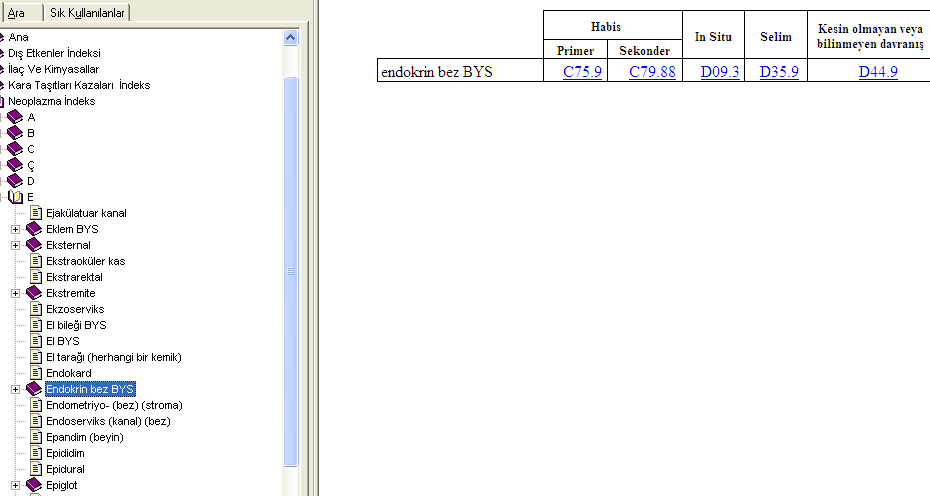 Ara Sık Kullanılanlar
Ana
Dış Etkenler İndeksi
İlaç Ve Kimyasallar
Kara Taşıtları Kazaları İndeks
Neoplazma İndeks
A
B
C
Ç
D
E
Ejakülatuar kanal
Eklem BYS
Eksternal
Ekstraoküler kas
Ekstrarektal
Ekstremite
Ekzoserviks
El bileği BYS
El BYS
El tarağı (herhangi bir kemik)
Endokard
Endokrin bez BYS
Endometriyo- (bez) (stroma)
Endoserviks (kanal) (bez)
Epandim (beyin)
Epididim
Epidural
Epiglot
Habis In Situ Selim Kesin olmayan veya
bilinmeyen davranış
Primer Sekonder
endokrin bez BYS C75.9 C79.88 D09.3 D35.9 D44.9